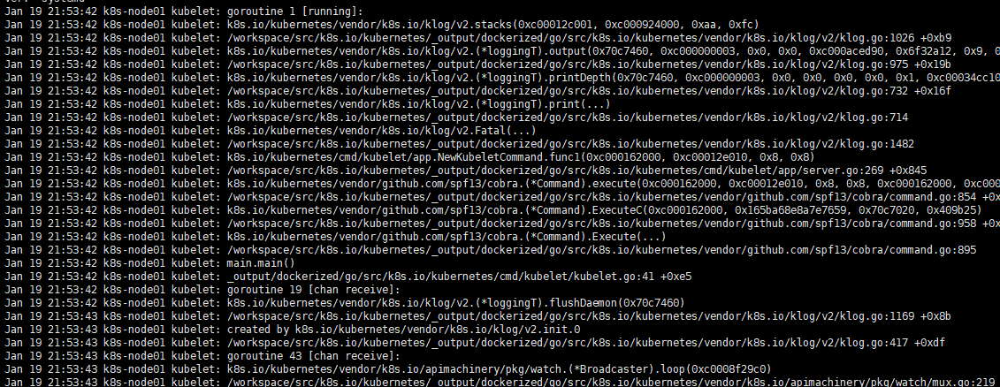 Jan 19 21:53:42 k8s-node01 kubelet: goroutine 1 [running]:
Jan 19 21:53:42 k8s-node01 kubelet: k8s.io/kubernetes/vendor/k8s.io/klog/v2.stacks(0xc00012c001, 0xc000924000, 0xaa, 0xfc)
Jan 19 21:53:42 k8s-node01 kubelet: /workspace/src/k8s.io/kubernetes/_output/dockerized/go/src/k8s.io/kubernetes/vendor/k8s.io/klog/v2/klog.go:1026 +0xb9
Jan 19 21:53:42 k8s-node01 kubelet: k8s.io/kubernetes/vendor/k8s.io/klog/v2.(*loggingT).output(0x70c7460, 0xc000000003, 0x0, 0x0, 0xc000aced90, 0x6f32a12, 0x9, 0
Jan 19 21:53:42 k8s-node01 kubelet: /workspace/src/k8s.io/kubernetes/_output/dockerized/go/src/k8s.io/kubernetes/vendor/k8s.io/klog/v2/klog.go:975 +0x19b
Jan 19 21:53:42 k8s-node01 kubelet: k8s.io/kubernetes/vendor/k8s.io/klog/v2.(*loggingT).printDepth(0x70c7460, 0xc000000003, 0x0, 0x0, 0x0, 0x0, 0x1, 0xc00034cc10
Jan 19 21:53:42 k8s-node01 kubelet: /workspace/src/k8s.io/kubernetes/_output/dockerized/go/src/k8s.io/kubernetes/vendor/k8s.io/klog/v2/klog.go:732 +0x16f
Jan 19 21:53:42 k8s-node01 kubelet: k8s.io/kubernetes/vendor/k8s.io/klog/v2.(*loggingT).print(...)
Jan 19 21:53:42 k8s-node01 kubelet: /workspace/src/k8s.io/kubernetes/_output/dockerized/go/src/k8s.io/kubernetes/vendor/k8s.io/klog/v2/klog.go:714
Jan 19 21:53:42 k8s-node01 kubelet: k8s.io/kubernetes/vendor/k8s.io/klog/v2.Fatal(...)
Jan 19 21:53:42 k8s-node01 kubelet: /workspace/src/k8s.io/kubernetes/_output/dockerized/go/src/k8s.io/kubernetes/vendor/k8s.io/klog/v2/klog.go:1482
Jan 19 21:53:42 k8s-node01 kubelet: k8s.io/kubernetes/cmd/kubelet/app.NewKubeletCommand.func1(0xc000162000, 0xc00012e010, 0x8, 0x8)
Jan 19 21:53:42 k8s-node01 kubelet: /workspace/src/k8s.io/kubernetes/_output/dockerized/go/src/k8s.io/kubernetes/cmd/kubelet/app/server.go:269 +0x845
Jan 19 21:53:42 k8s-node01 kubelet: k8s.io/kubernetes/vendor/github.com/spf13/cobra.(*Command).execute(0xc000162000, 0xc00012e010, 0x8, 0x8, 0xc000162000, 0xc000
Jan 19 21:53:42 k8s-node01 kubelet: /workspace/src/k8s.io/kubernetes/_output/dockerized/go/src/k8s.io/kubernetes/vendor/github.com/spf13/cobra/command.go:854 +0x
Jan 19 21:53:42 k8s-node01 kubelet: k8s.io/kubernetes/vendor/github.com/spf13/cobra.(*Command).ExecuteC(0xc000162000, 0x165ba68e8a7e7659, 0x70c7020, 0x409b25)
Jan 19 21:53:42 k8s-node01 kubelet: /workspace/src/k8s.io/kubernetes/_output/dockerized/go/src/k8s.io/kubernetes/vendor/github.com/spf13/cobra/command.go:958 +0x
Jan 19 21:53:42 k8s-node01 kubelet: k8s.io/kubernetes/vendor/github.com/spf13/cobra.(*Command).Execute(...)
Jan 19 21:53:42 k8s-node01 kubelet: /workspace/src/k8s.io/kubernetes/_output/dockerized/go/src/k8s.io/kubernetes/vendor/github.com/spf13/cobra/command.go:895
Jan 19 21:53:42 k8s-node01 kubelet: main.main()
Jan 19 21:53:42 k8s-node01 kubelet: _output/dockerized/go/src/k8s.io/kubernetes/cmd/kubelet/kubelet.go:41 +0xe5
Jan 19 21:53:42 k8s-node01 kubelet: goroutine 19 [chan receive]:
Jan 19 21:53:42 k8s-node01 kubelet: k8s.io/kubernetes/vendor/k8s.io/klog/v2.(*loggingT).flushDaemon(0x70c7460)
Jan 19 21:53:43 k8s-node01 kubelet: /workspace/src/k8s.io/kubernetes/_output/dockerized/go/src/k8s.io/kubernetes/vendor/k8s.io/klog/v2/klog.go:1169 +0x8b
Jan 19 21:53:43 k8s-node01 kubelet: created by k8s.io/kubernetes/vendor/k8s.io/klog/v2.init.0
Jan 19 21:53:43 k8s-node01 kubelet: /workspace/src/k8s.io/kubernetes/_output/dockerized/go/src/k8s.io/kubernetes/vendor/k8s.io/klog/v2/klog.go:417 +0xdf
Jan 19 21:53:43 k8s-node01 kubelet: goroutine 43 [chan receive]:
Jan 19 21:53:43 k8s-node01 kubelet: k8s.io/kubernetes/vendor/k8s.io/apimachinery/pkg/watch.(*Broadcaster).loop(0xc0008f29c0)
Jan 19 21:53:43 k8s-node01 kubelet: /workspace/src/k8s.io/kubernetes/_output/dockerized/go/src/k8s.io/kubernetes/vendor/k8s.io/apimachinery/pkg/watch/mux.go:219